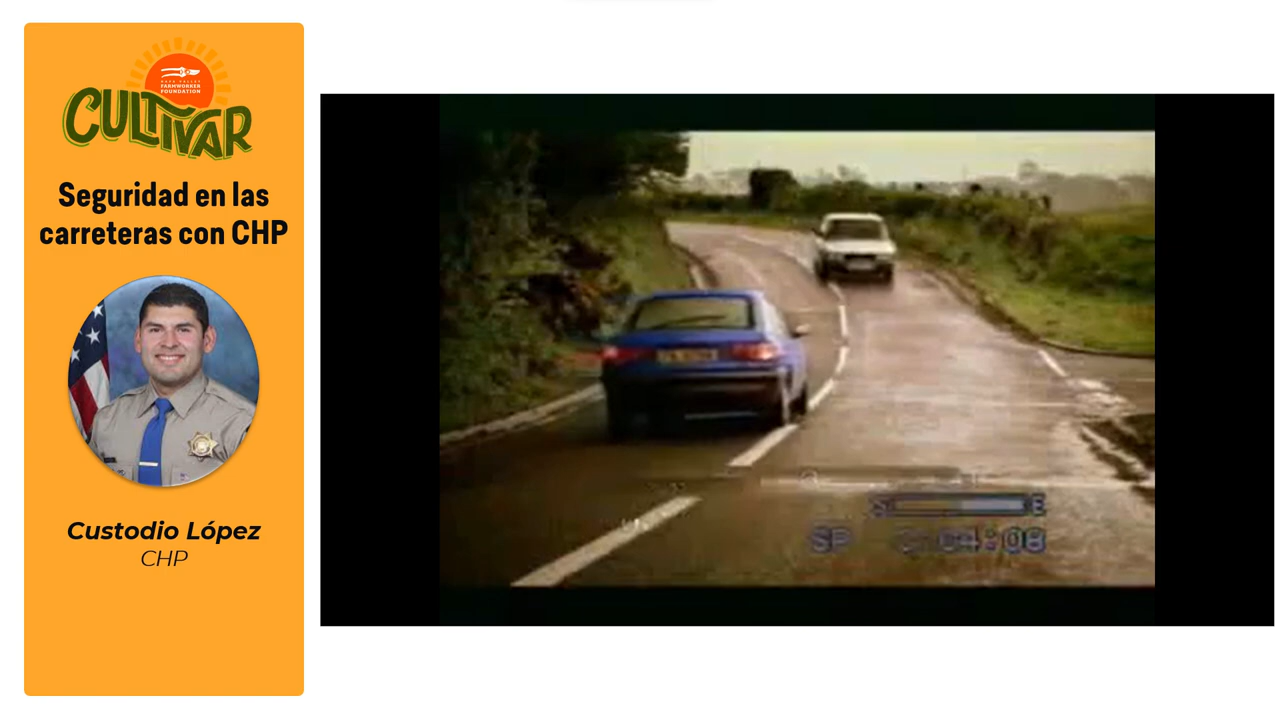 NAPA VALLEY
FARMWORKER
FOUNDATION
CULTIVAR
Seguridad en las
carreteras con CHP
Custodio López
CHP
S E
SP